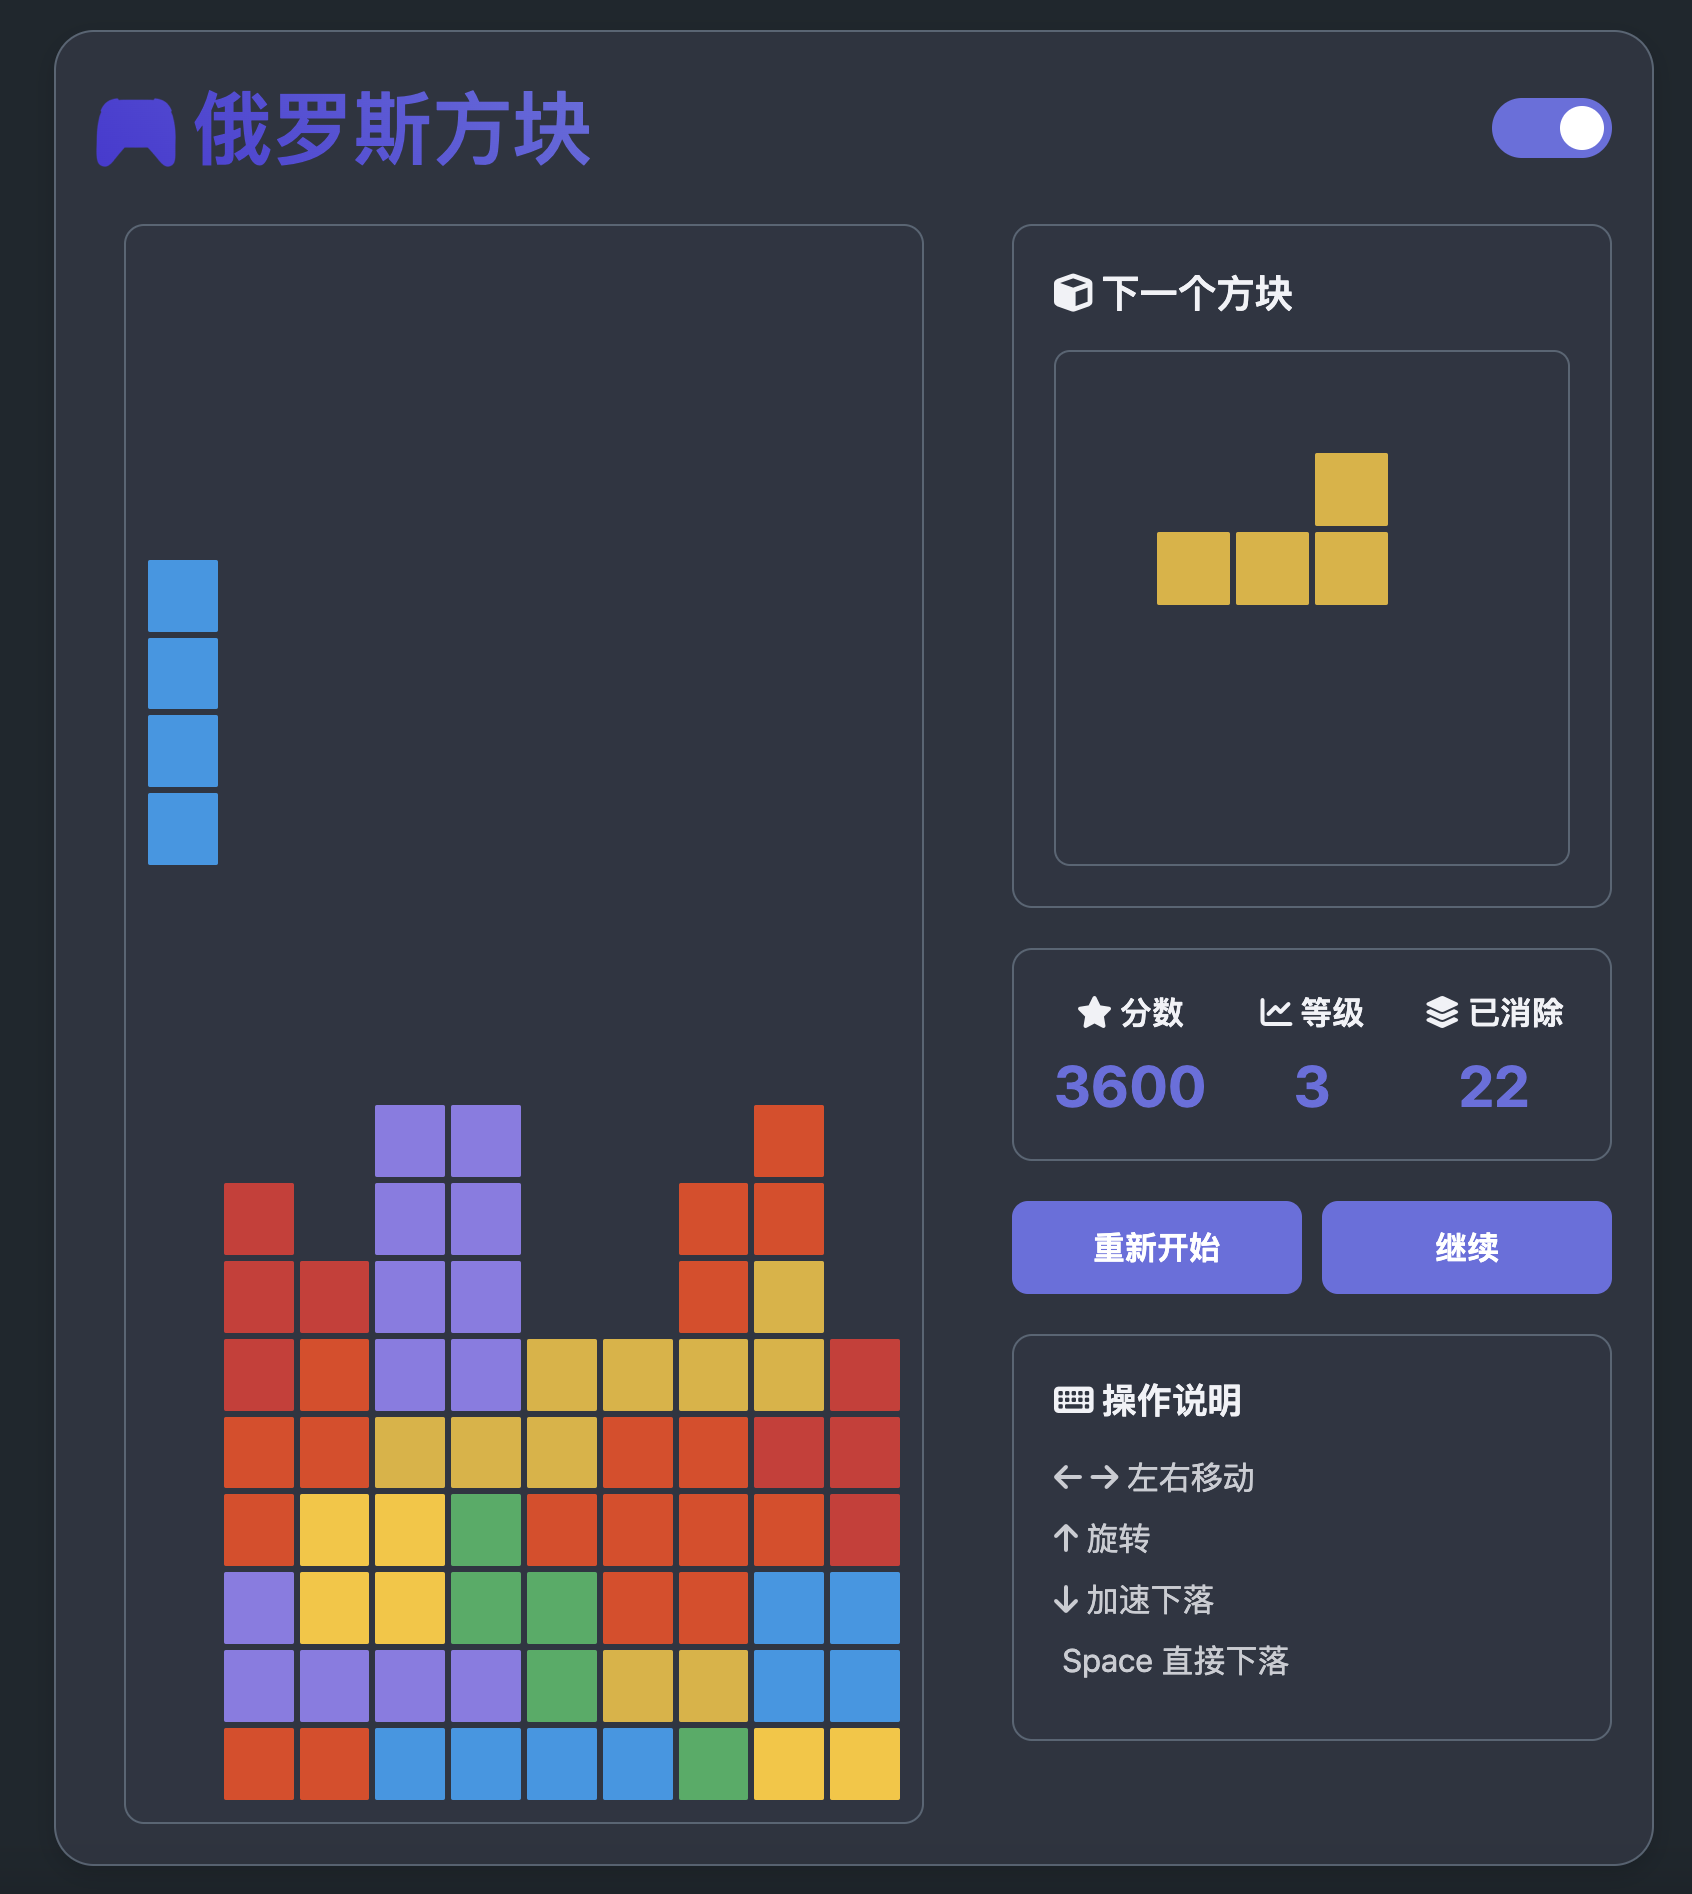 俄罗斯方块
下一个方块
分数 等级 已消除
3600 3 22
重新开始 继续
操作说明
← → 左右移动
↑ 旋转
↓ 加速下落
Space 直接下落